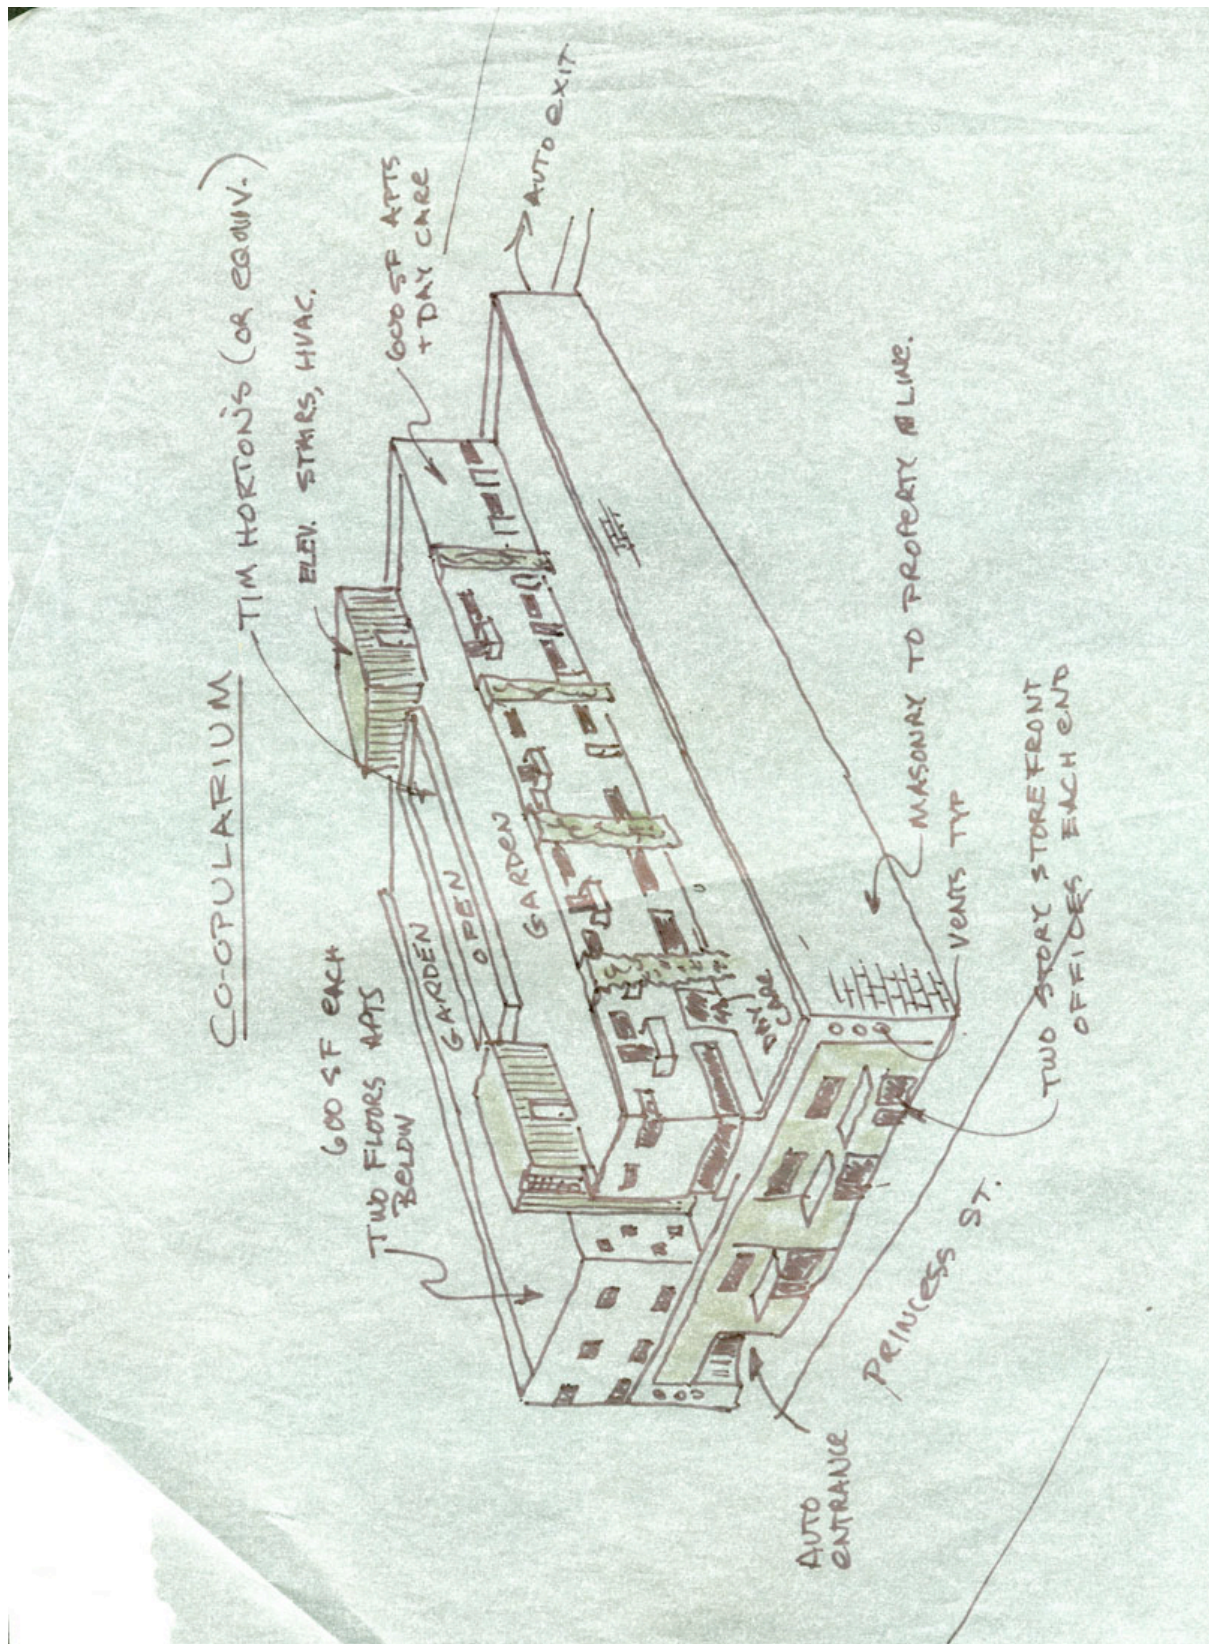 CO-OPULARIUM
TIM HORTON'S (OR EQUIV.)
ELEV. STAIRS, HVAC.
600 SF EACH
TWO FLOORS APTS
BELOW
600 SF APTS
+ DAY CARE
AUTO EXIT
GARDEN
OPEN
GARDEN
DAY
CARE
MASONRY TO PROPERTY LINE.
VENTS TYP
TWO STORY STOREFRONT
OFFICES EACH END
PRINCESS ST.
AUTO
ENTRANCE